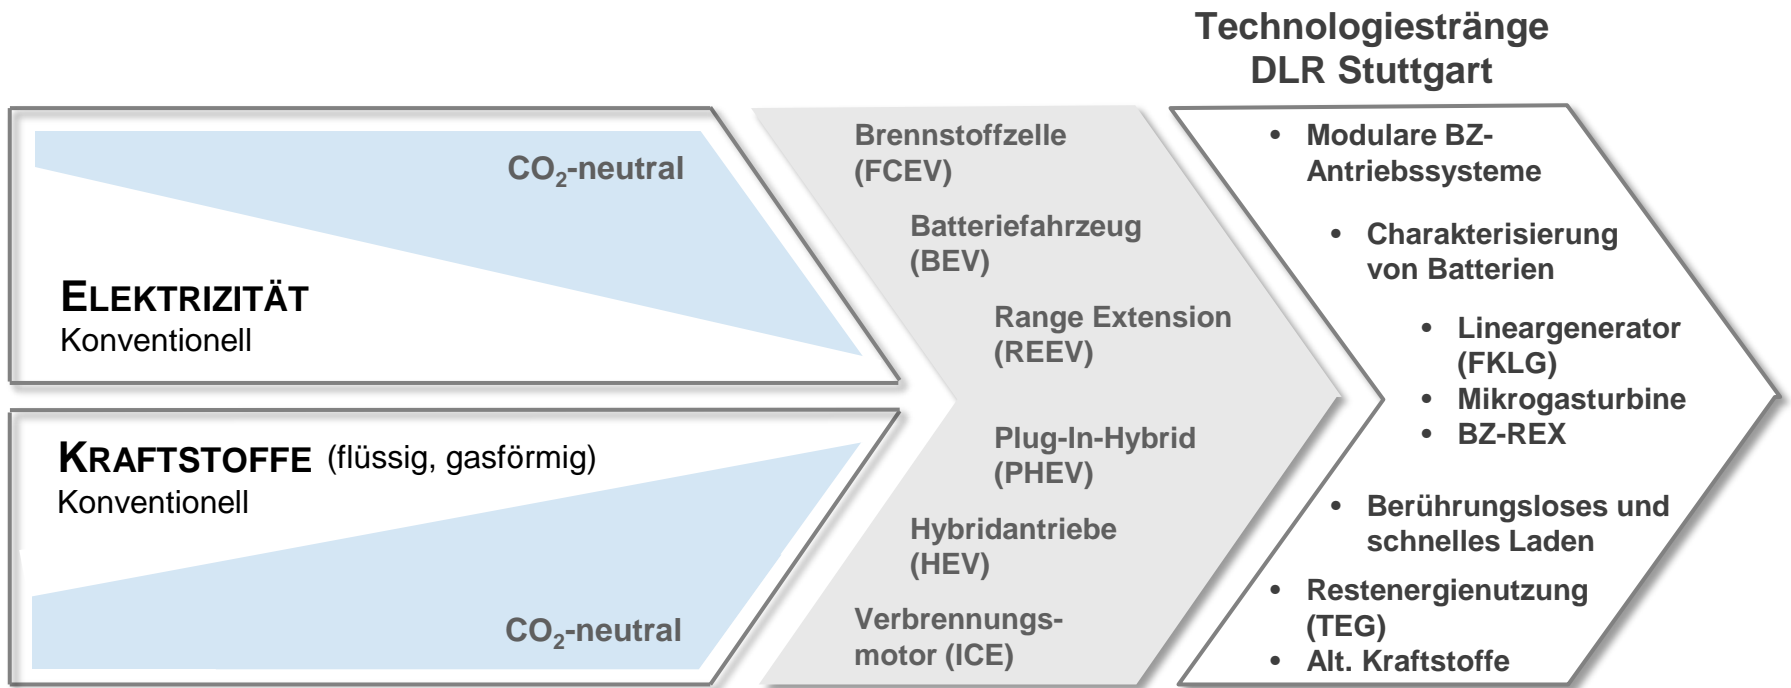 Technologiestränge
DLR Stuttgart
CO₂-neutral
ELEKTRIZITÄT
Konventionell
KRAFTSTOFFE (flüssig, gasförmig)
Konventionell
CO₂-neutral
Brennstoffzelle
(FCEV)
Batteriefahrzeug
(BEV)
Range Extension
(REEV)
Plug-In-Hybrid
(PHEV)
Hybridantriebe
(HEV)
Verbrennungs-
motor (ICE)
• Modulare BZ-
Antriebssysteme
• Charakterisierung
von Batterien
• Lineargenerator
(FKLG)
• Mikrogasturbine
• BZ-REX
• Berührungsloses und
schnelles Laden
• Restenergienutzung
(TEG)
• Alt. Kraftstoffe